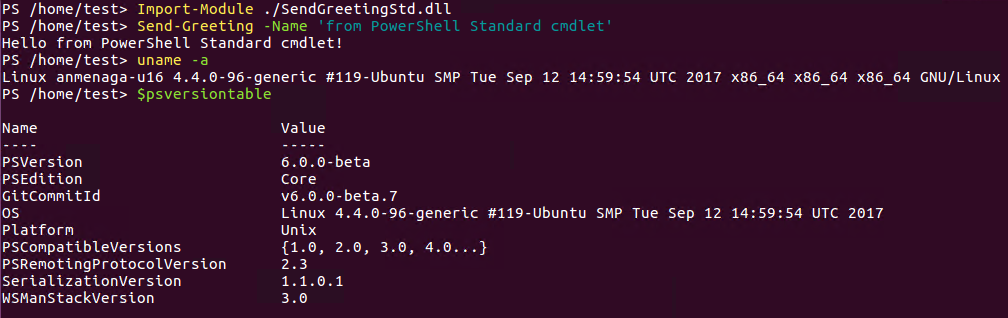 PS /home/test> Import-Module ./SendGreetingStd.dll
PS /home/test> Send-Greeting -Name 'from PowerShell Standard cmdlet'
Hello from PowerShell Standard cmdlet!
PS /home/test> uname -a
Linux anmenaga-u16 4.4.0-96-generic #119-Ubuntu SMP Tue Sep 12 14:59:54 UTC 2017 x86_64 x86_64 x86_64 GNU/Linux
PS /home/test> $psversiontable
Name Value
---- -----
PSVersion 6.0.0-beta
PSEdition Core
GitCommitId v6.0.0-beta.7
OS Linux 4.4.0-96-generic #119-Ubuntu SMP Tue Sep 12 14:59:54 UTC 2017
Platform Unix
PSCompatibleVersions {1.0, 2.0, 3.0, 4.0...}
PSRemotingProtocolVersion 2.3
SerializationVersion 1.1.0.1
WSManStackVersion 3.0